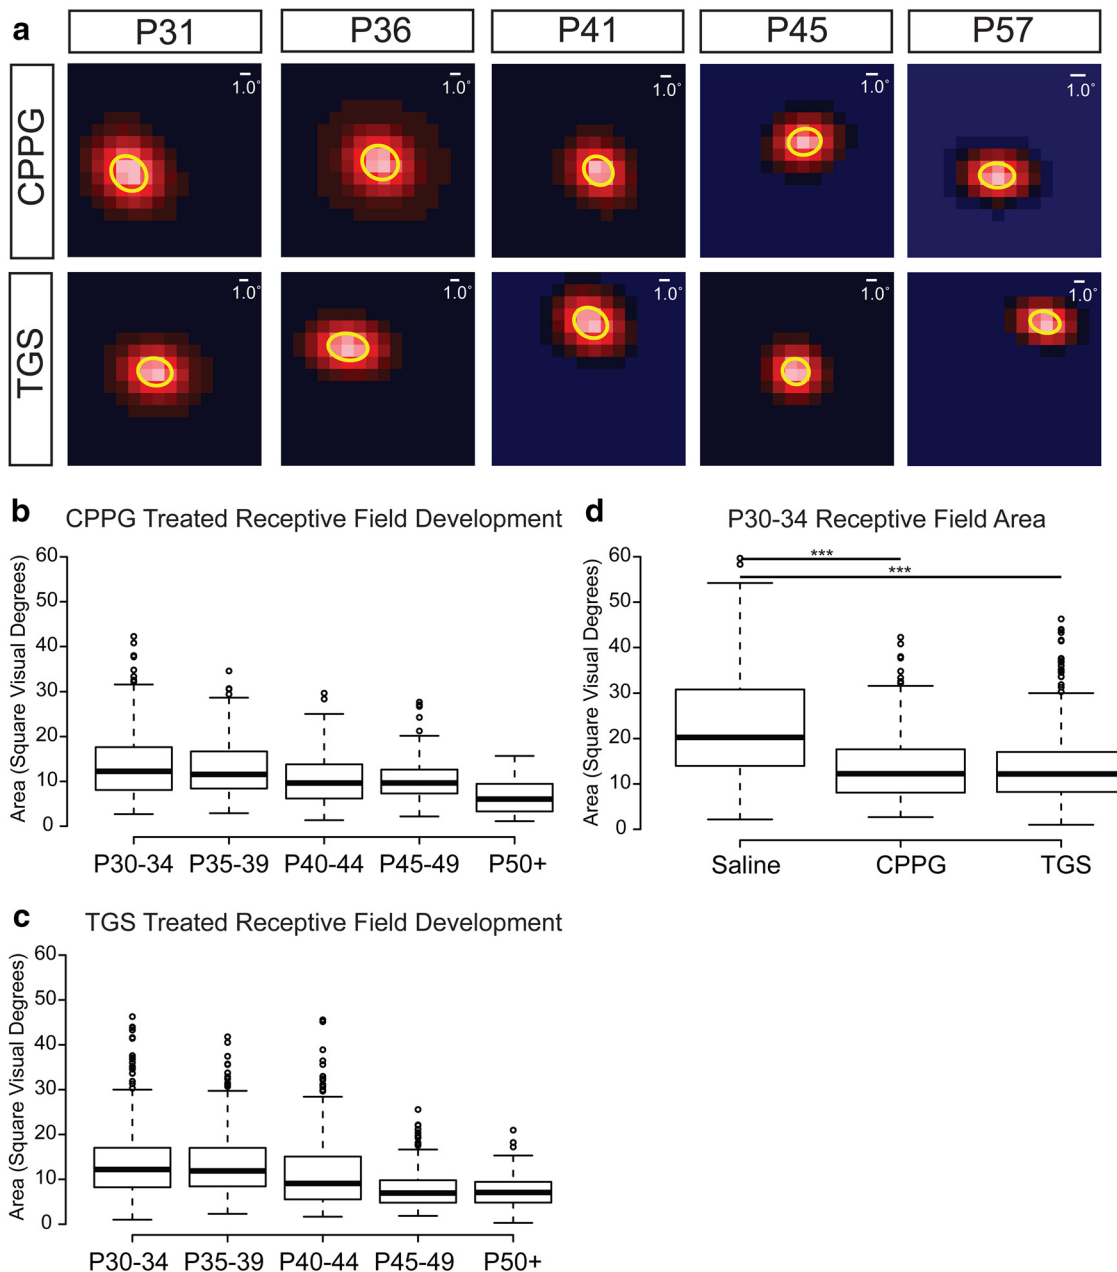 a
P31 P36 P41 P45 P57
CPPG
1.0° 1.0° 1.0° 1.0° 1.0°
TGS
1.0° 1.0° 1.0° 1.0° 1.0°
b
CPPG Treated Receptive Field Development
Area (Square Visual Degrees)
60
50
40
30
20
10
0
P30-34 P35-39 P40-44 P45-49 P50+
d
P30-34 Receptive Field Area
Area (Square Visual Degrees)
60
50
40
30
20
10
0
***
***
Saline CPPG TGS
c
TGS Treated Receptive Field Development
Area (Square Visual Degrees)
60
50
40
30
20
10
0
P30-34 P35-39 P40-44 P45-49 P50+